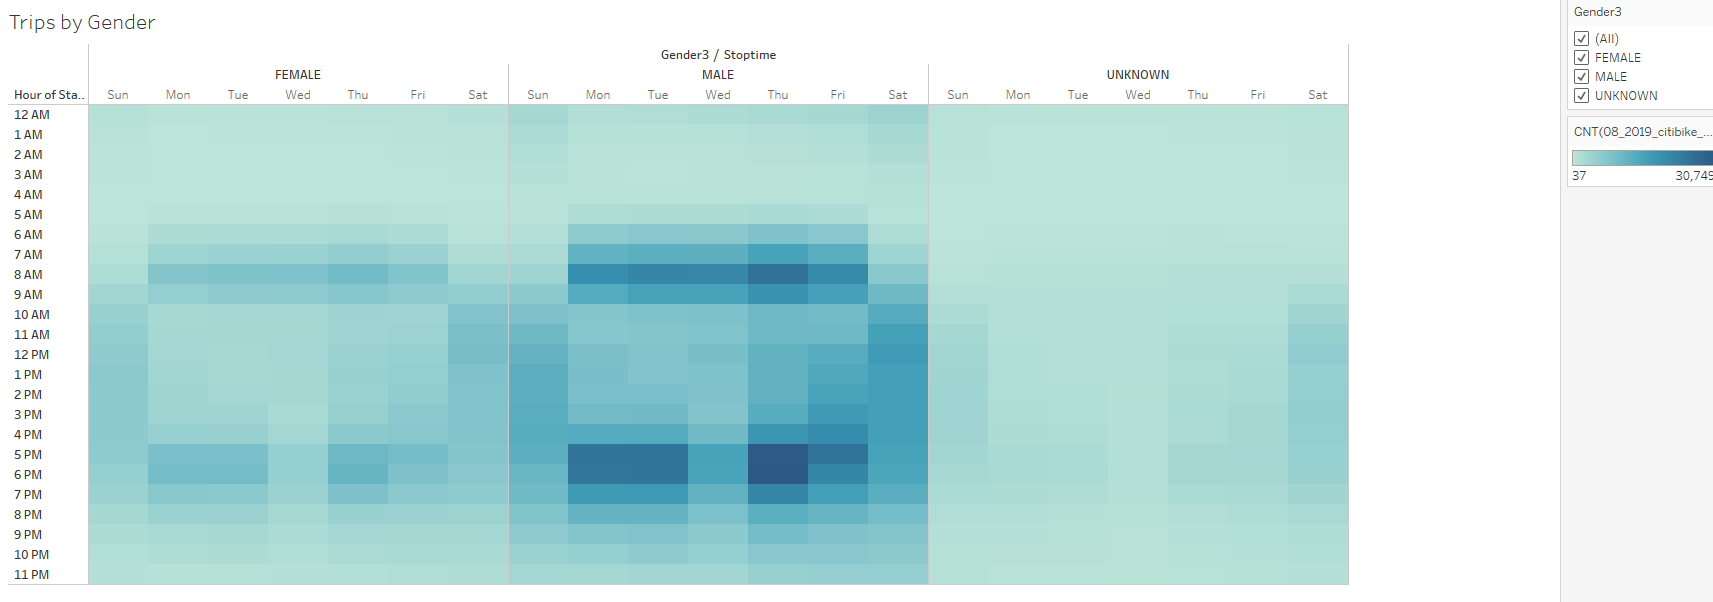 Trips by Gender
Gender3 / Stoptime
FEMALE MALE UNKNOWN
Hour of Sta.. Sun Mon Tue Wed Thu Fri Sat Sun Mon Tue Wed Thu Fri Sat Sun Mon Tue Wed Thu Fri Sat
12 AM
1 AM
2 AM
3 AM
4 AM
5 AM
6 AM
7 AM
8 AM
9 AM
10 AM
11 AM
12 PM
1 PM
2 PM
3 PM
4 PM
5 PM
6 PM
7 PM
8 PM
9 PM
10 PM
11 PM
Gender3
(All)
FEMALE
MALE
UNKNOWN
CNT(08_2019_citibike_...
37 30,749